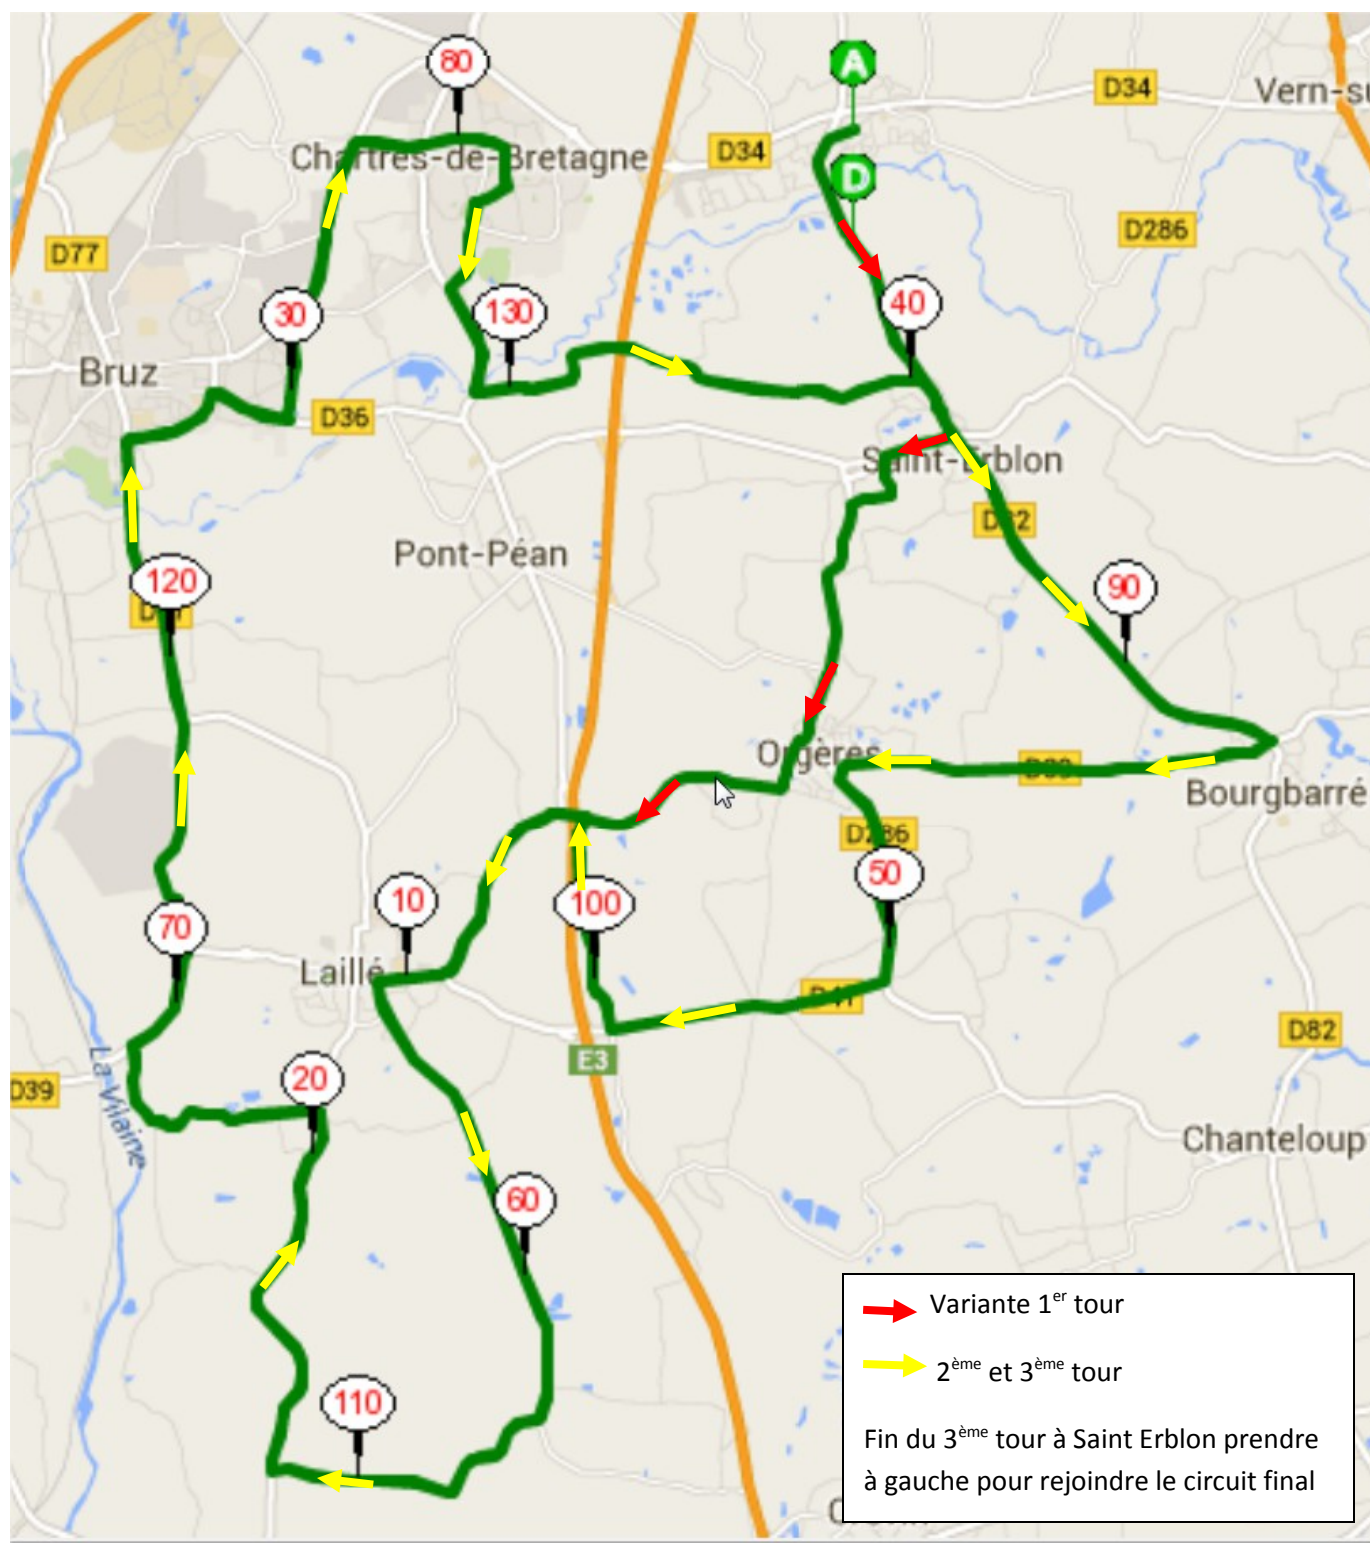 80
A
D34
Vern-su
Chartres-de-Bretagne
D34
D
D286
D77
30
130
40
Bruz
D36
Saint-Erblon
Pont-Péan
120
90
Orgères
Bourgbarré
D286
50
10
100
70
Laillé
D41
D82
E3
20
D39
La Vilaine
Chanteloup
60
110
Variante 1er tour
2ème et 3ème tour
Fin du 3ème tour à Saint Erblon prendre
à gauche pour rejoindre le circuit final